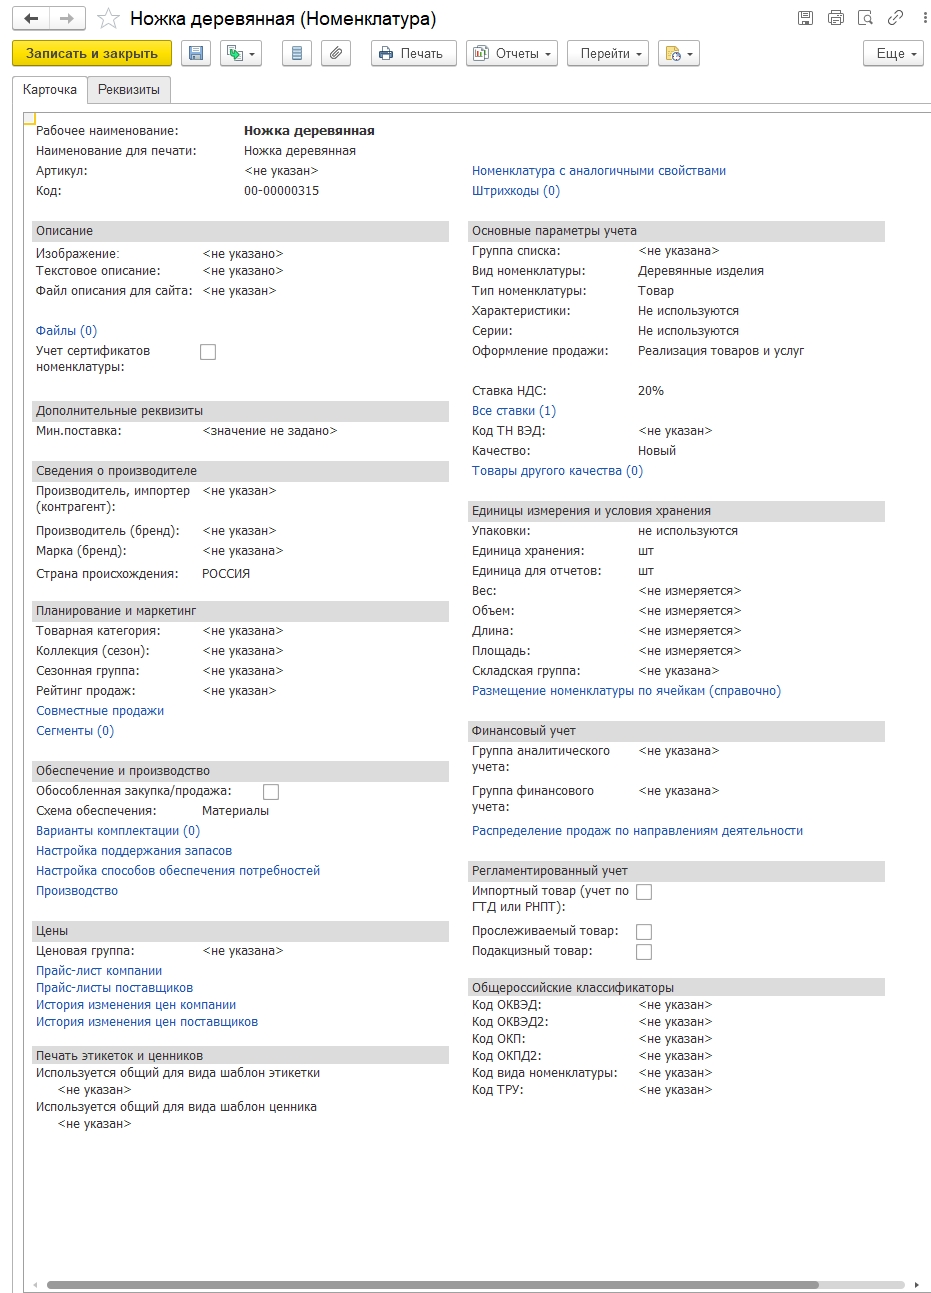 Ножка деревянная (Номенклатура)
Записать и закрыть
Печать
Отчеты
Перейти
Еще
Карточка
Реквизиты
Рабочее наименование: Ножка деревянная
Наименование для печати: Ножка деревянная
Артикул: <не указан>
Код: 00-00000315
Номенклатура с аналогичными свойствами
Штрихкоды (0)
Описание
Изображение: <не указано>
Текстовое описание: <не указано>
Файл описания для сайта: <не указан>
Файлы (0)
Учет сертификатов
номенклатуры:
Дополнительные реквизиты
Мин.поставка: <значение не задано>
Сведения о производителе
Производитель, импортер <не указан>
(контрагент):
Производитель (бренд): <не указан>
Марка (бренд): <не указан>
Страна происхождения: РОССИЯ
Планирование и маркетинг
Товарная категория: <не указана>
Коллекция (сезон): <не указана>
Сезонная группа: <не указана>
Рейтинг продаж: <не указан>
Совместные продажи
Сегменты (0)
Обеспечение и производство
Обособленная закупка/продажа:
Схема обеспечения: Материалы
Варианты комплектации (0)
Настройка поддержания запасов
Настройка способов обеспечения потребностей
Производство
Цены
Ценовая группа: <не указана>
Прайс-лист компании
Прайс-листы поставщиков
История изменения цен компании
История изменения цен поставщиков
Печать этикеток и ценников
Используется общий для вида шаблон этикетки
<не указан>
Используется общий для вида шаблон ценника
<не указан>
Основные параметры учета
Группа списка: <не указана>
Вид номенклатуры: Деревянные изделия
Тип номенклатуры: Товар
Характеристики: Не используются
Серии: Не используются
Оформление продажи: Реализация товаров и услуг
Ставка НДС: 20%
Все ставки (1)
Код ТН ВЭД: <не указан>
Качество: Новый
Товары другого качества (0)
Единицы измерения и условия хранения
Упаковки: не используются
Единица хранения: шт
Единица для отчетов: шт
Вес: <не измеряется>
Объем: <не измеряется>
Длина: <не измеряется>
Площадь: <не измеряется>
Складская группа: <не указана>
Размещение номенклатуры по ячейкам (справочно)
Финансовый учет
Группа аналитического <не указана>
учета:
Группа финансового <не указана>
учета:
Распределение продаж по направлениям деятельности
Регламентированный учет
Импортный товар (учет по
ГТД или РНПТ):
Прослеживаемый товар:
Подакцизный товар:
Общероссийские классификаторы
Код ОКВЭД: <не указан>
Код ОКВЭД2: <не указан>
Код ОКП: <не указан>
Код ОКПД2: <не указан>
Код вида номенклатуры: <не указан>
Код ТРУ: <не указан>